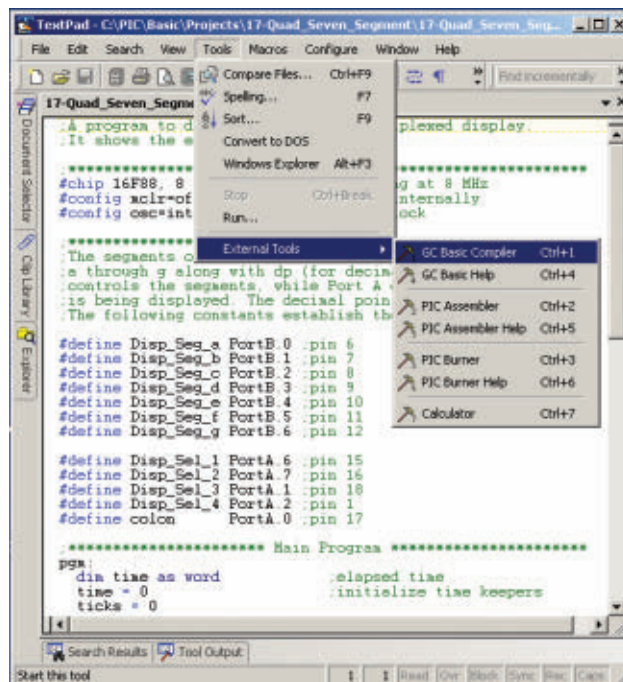 TextPad - C:\PIC\Basic\Projects\17-Quad_Seven_Segment\17-Quad_Seven_Seg...
File Edit Search View Tools Macros Configure Window Help
Find incrementally
17-Quad_Seven_Segme
Document Selector
Clip Library
Explorer
Compare Files... Ctrl+F9
Spelling... F7
Sort... F9
Convert to DOS
Windows Explorer Alt+F3
Stop Ctrl+Break
Run...
External Tools
GC Basic Compiler Ctrl+1
GC Basic Help Ctrl+4
PIC Assembler Ctrl+2
PIC Assembler Help Ctrl+5
PIC Burner Ctrl+3
PIC Burner Help Ctrl+6
Calculator Ctrl+7
;A program to d plexed display.
;It shows the e
#chip 16F88, 8 g at 8 MHz
#config mclr=of nternally
#config osc=int ock
The segments o
a through g along with dp (for decim
controls the segments, while Port A
is being displayed. The decimal poin
The following constants establish the
#define Disp_Seg_a PortB.0 ;pin 6
#define Disp_Seg_b PortB.1 ;pin 7
#define Disp_Seg_c PortB.2 ;pin 8
#define Disp_Seg_d PortB.3 ;pin 9
#define Disp_Seg_e PortB.4 ;pin 10
#define Disp_Seg_f PortB.5 ;pin 11
#define Disp_Seg_g PortB.6 ;pin 12
#define Disp_Sel_1 PortA.6 ;pin 15
#define Disp_Sel_2 PortA.7 ;pin 16
#define Disp_Sel_3 PortA.1 ;pin 18
#define Disp_Sel_4 PortA.2 ;pin 1
#define colon PortA.0 ;pin 17
;*********************** Main Program ***********************
pgm:
dim time as word ;elapsed time
time = 0 ;initialize time keepers
ticks = 0
Search Results Tool Output
Start this tool 1 1 Read Ovr Block Sync Rec Caps